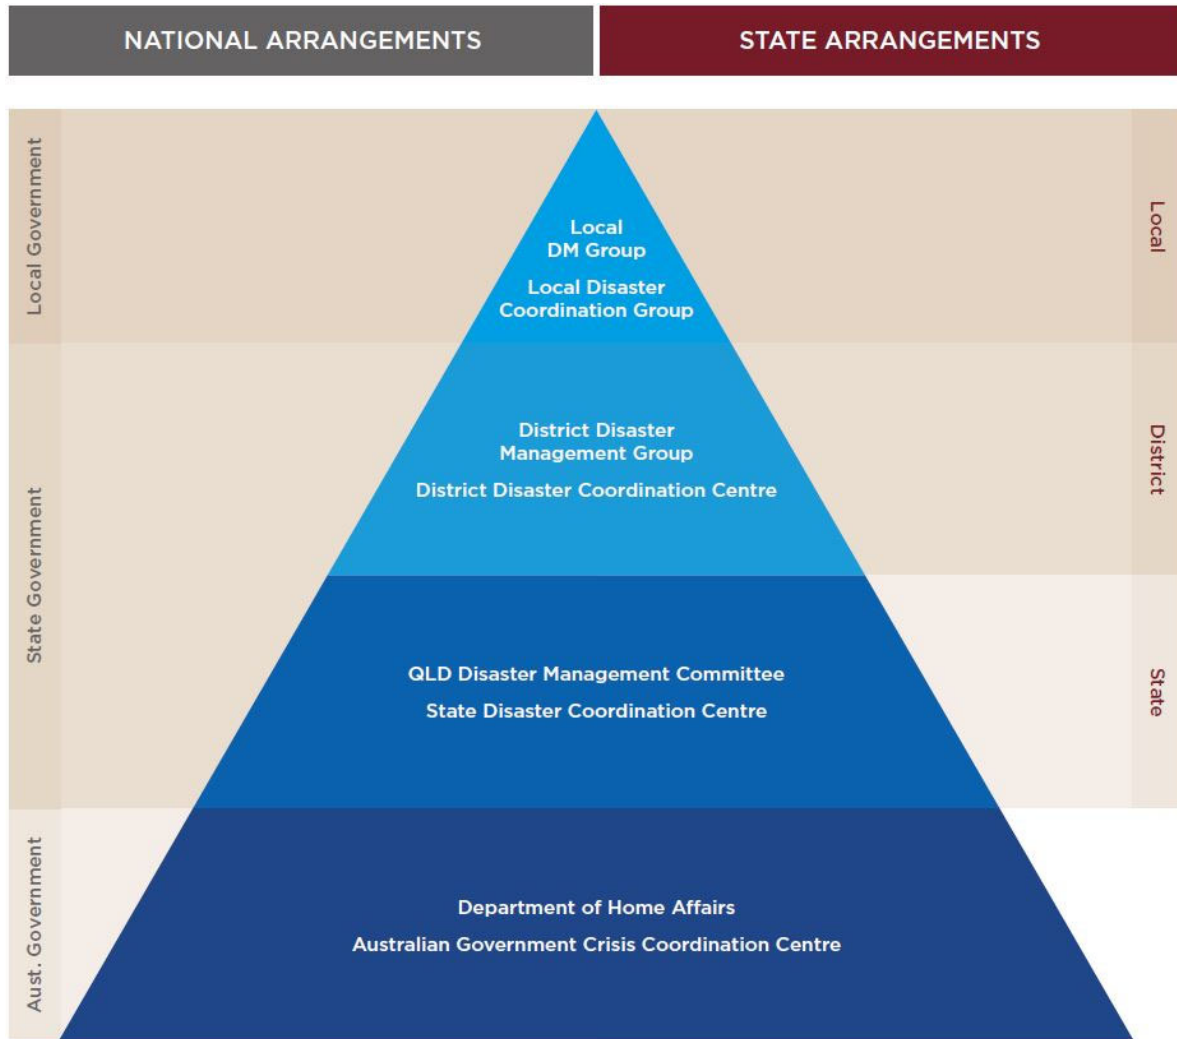 NATIONAL ARRANGEMENTS
STATE ARRANGEMENTS
Local Government
Local
DM Group
Local Disaster
Coordination Group
Local
State Government
District Disaster
Management Group
District Disaster Coordination Centre
District
QLD Disaster Management Committee
State Disaster Coordination Centre
State
Aust. Government
Department of Home Affairs
Australian Government Crisis Coordination Centre